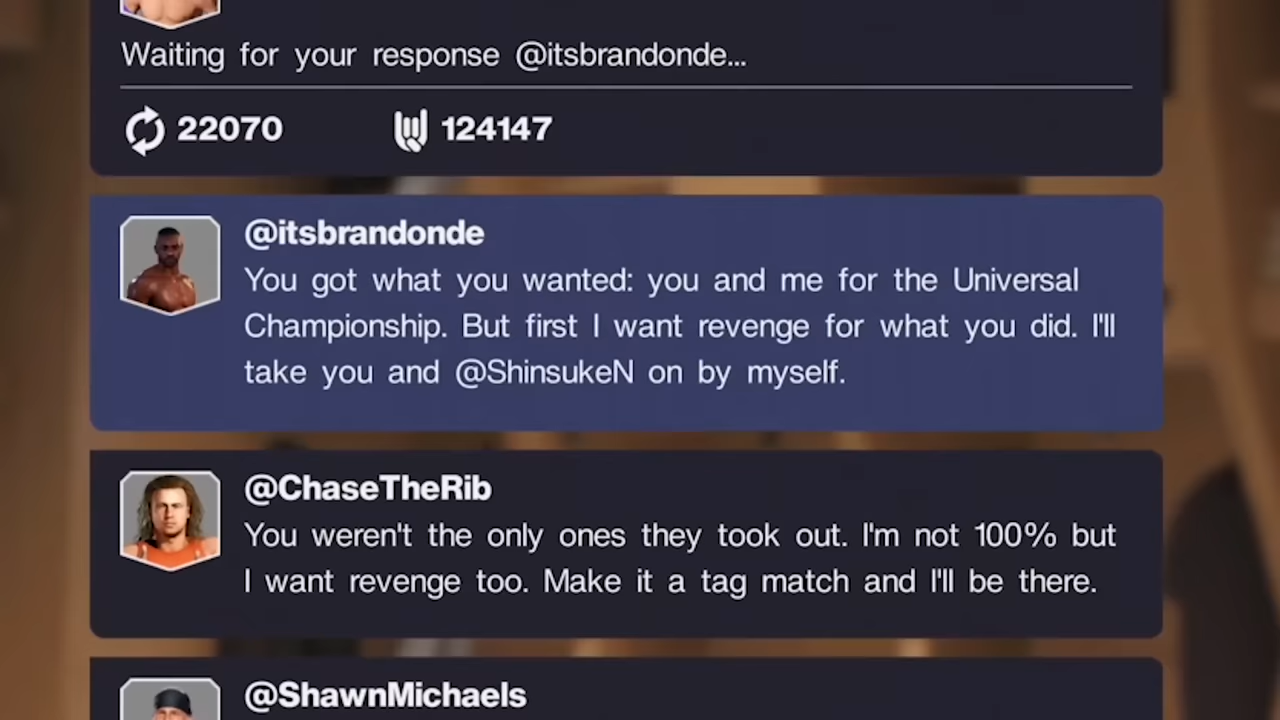 Waiting for your response @itsbrandonde...
22070 124147
@itsbrandonde
You got what you wanted: you and me for the Universal
Championship. But first I want revenge for what you did. I'll
take you and @ShinsukeN on by myself.
@ChaseTheRib
You weren't the only ones they took out. I'm not 100% but
I want revenge too. Make it a tag match and I'll be there.
@ShawnMichaels